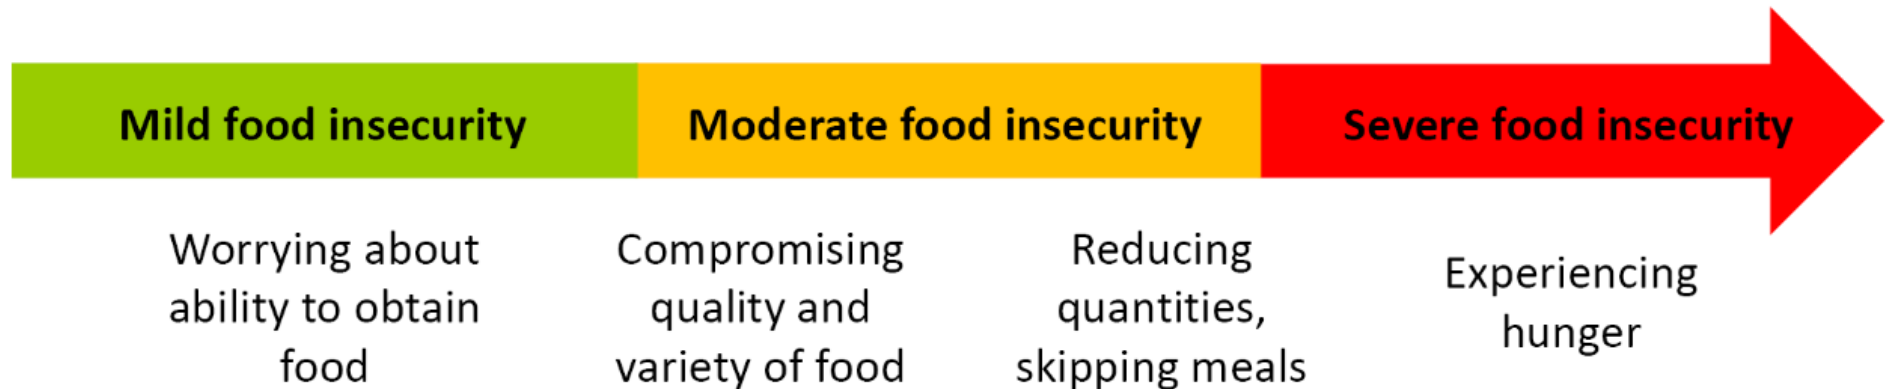 Mild food insecurity
Moderate food insecurity
Severe food insecurity
Worrying about
ability to obtain
food
Compromising
quality and
variety of food
Reducing
quantities,
skipping meals
Experiencing
hunger